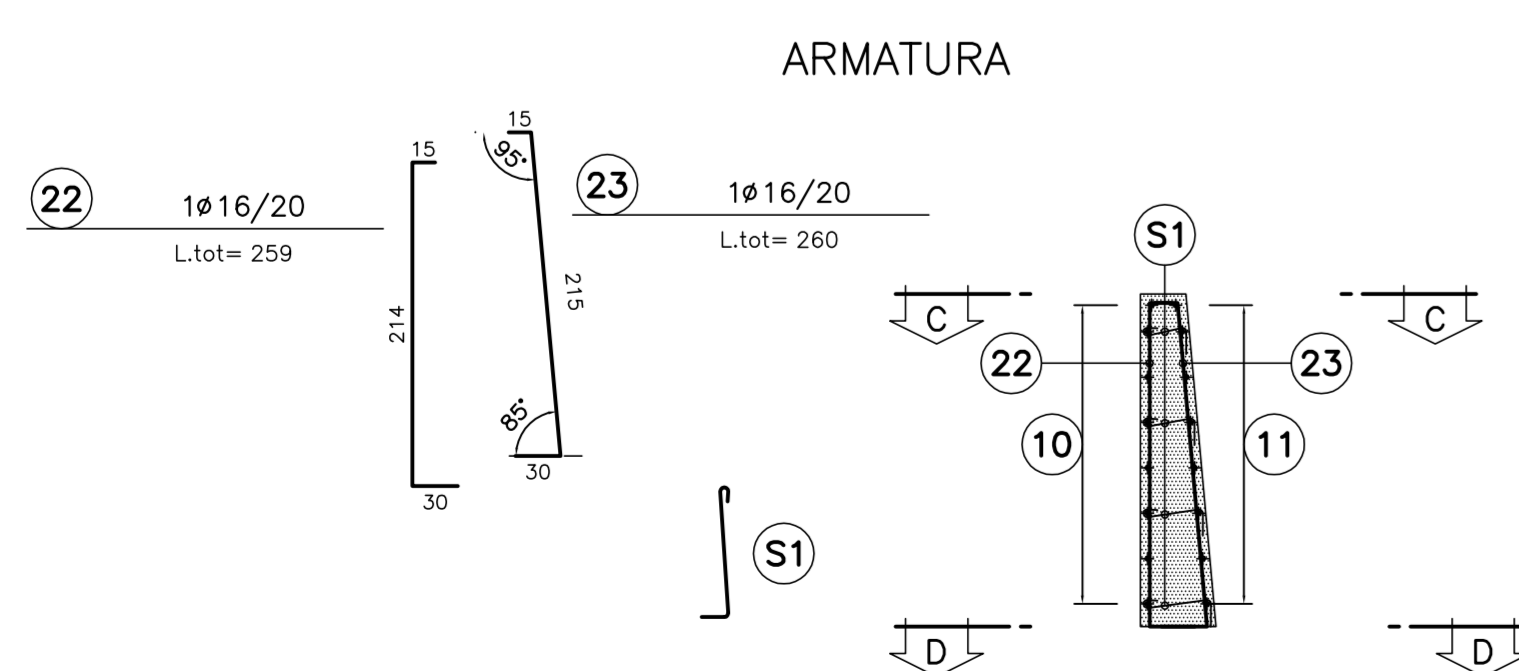 ARMATURA
15
15
95°
22
1ø16/20
L.tot= 259
23
1ø16/20
L.tot= 260
214
215
85°
30
30
S1
S1
C
C
22
23
10
11
D
D